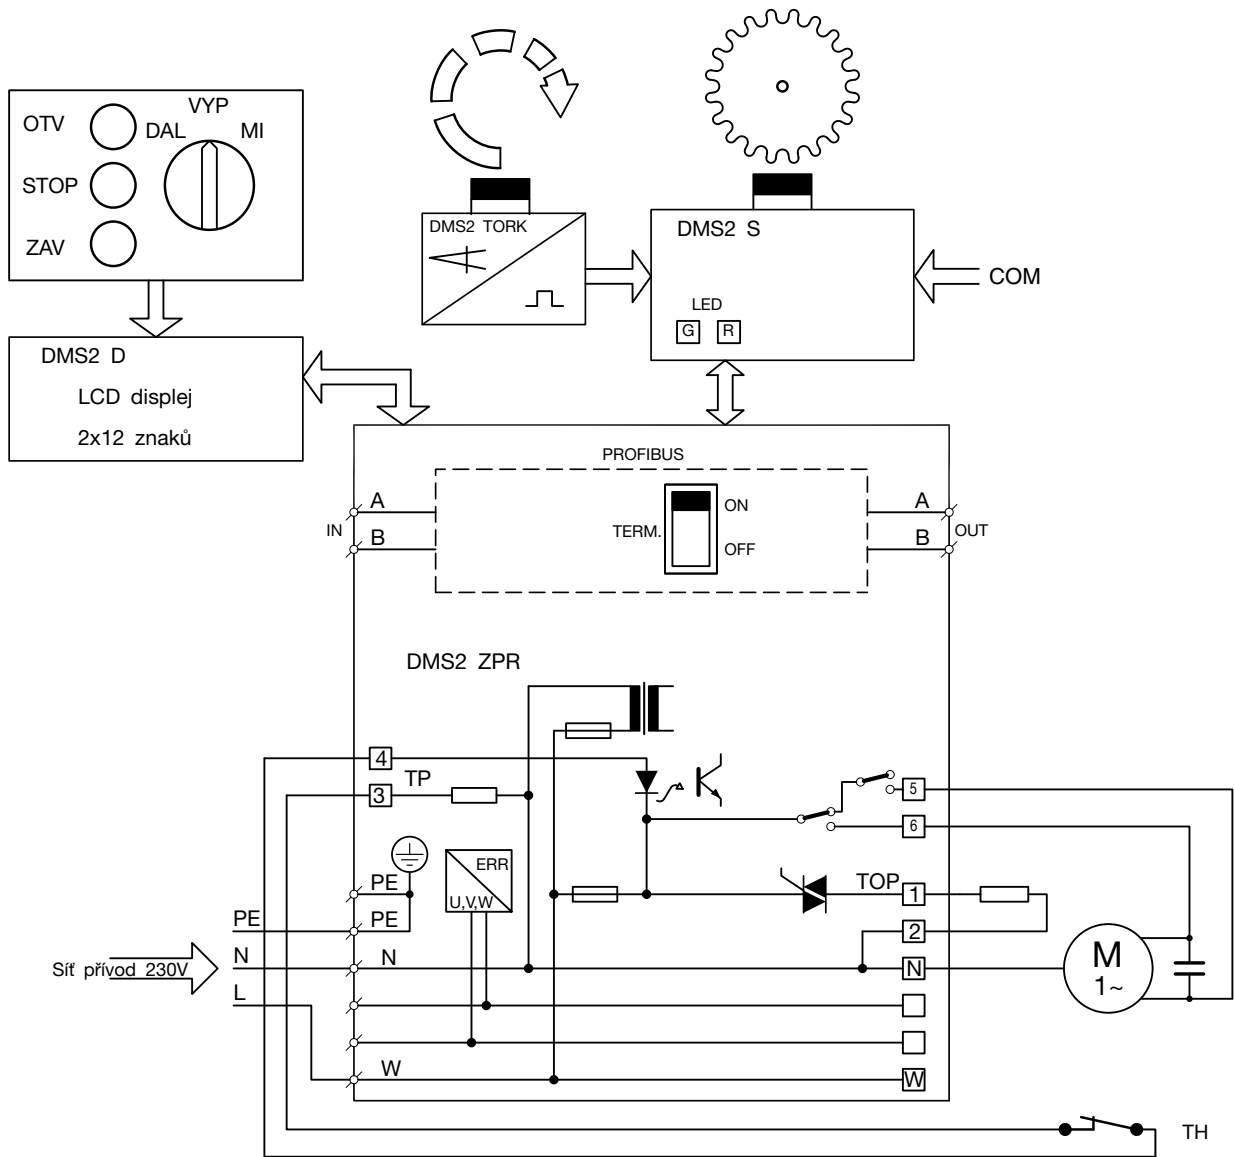 VYP
OTV
DAL
MI
STOP
ZAV
DMS2 TORK
DMS2 S
LED
G
R
COM
DMS2 D
LCD displej
2x12 znaků
PROFIBUS
A
IN
B
TERM.
ON
OFF
A
B
OUT
DMS2 ZPR
4
TP
3
5
6
ERR
U,V,W
PE
PE
PE
TOP
1
2
N
N
N
Síť přívod 230V
L
M
1~
W
W
TH